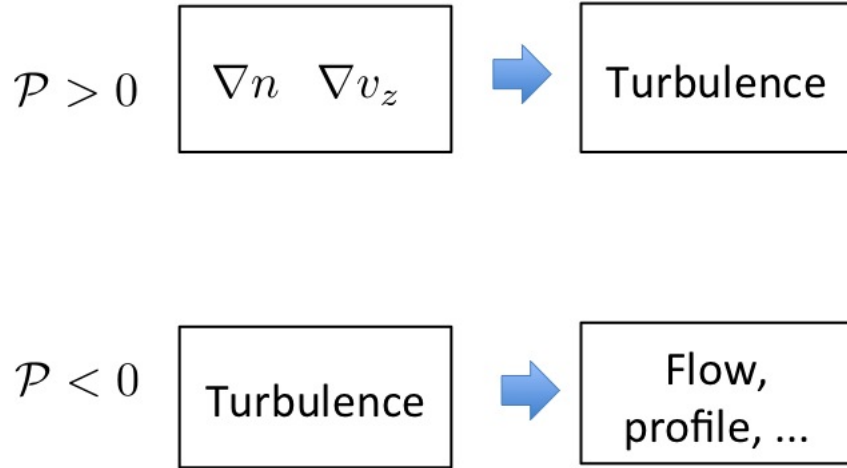 𝒫 > 0
∇n ∇v_z
Turbulence
𝒫 < 0
Turbulence
Flow,
profile, ...